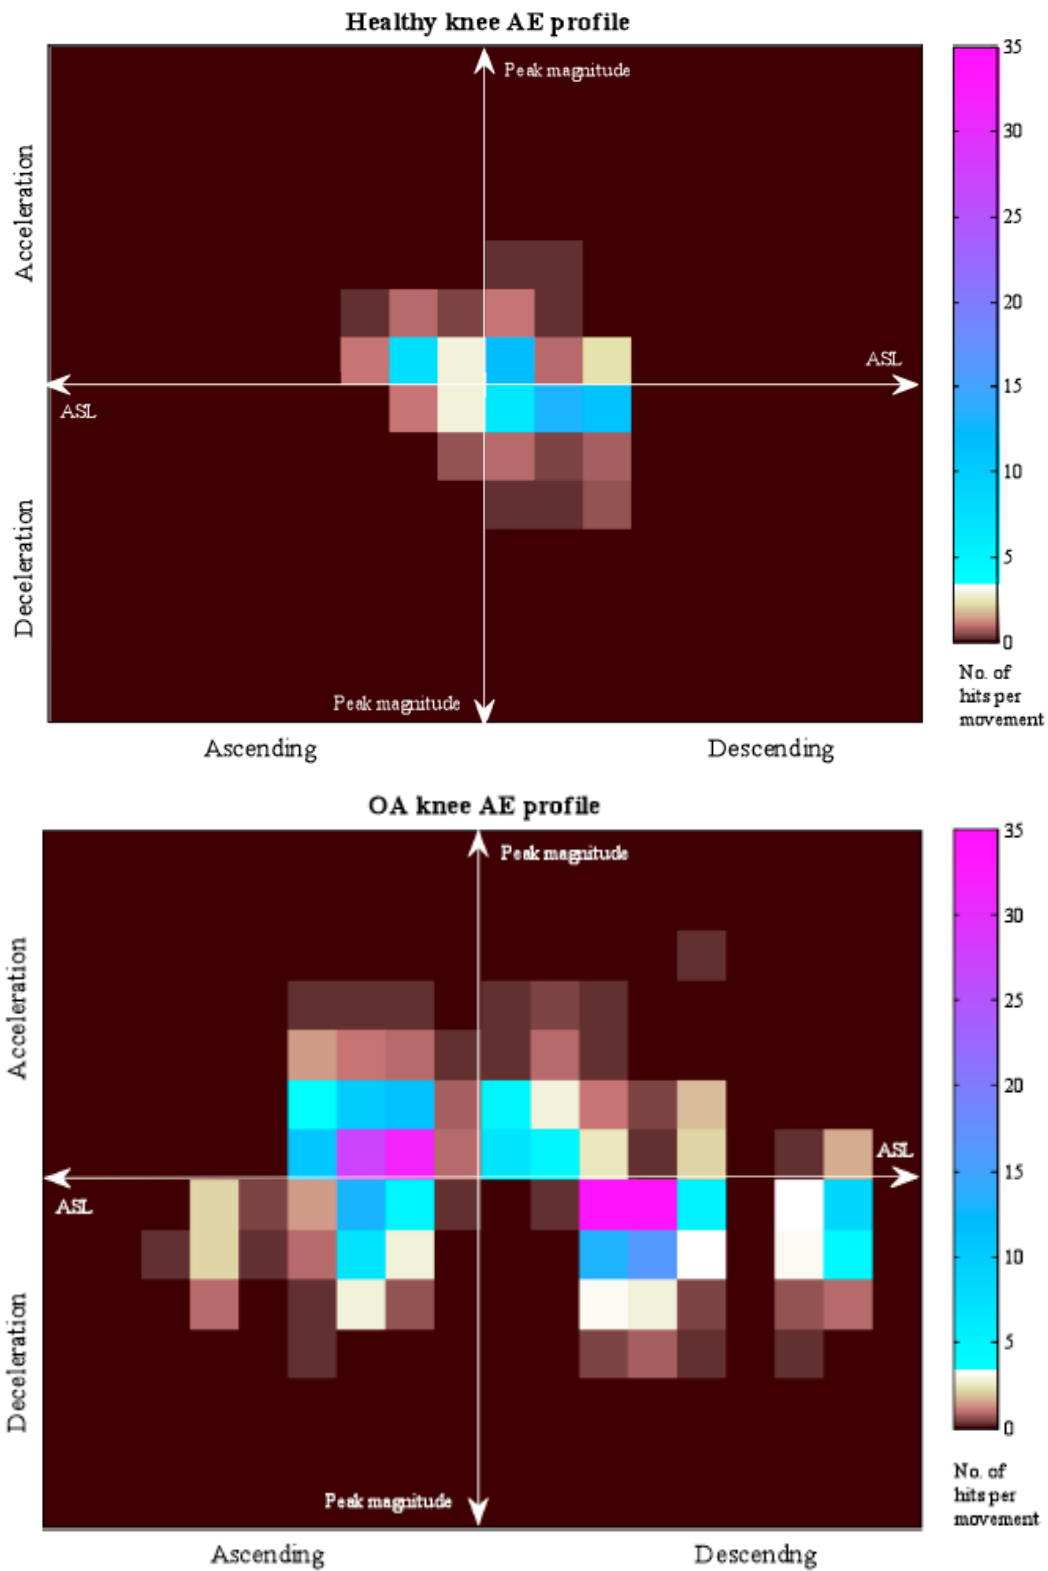 Healthy knee AE profile
Peak magnitude
Acceleration
ASL
ASL
Deceleration
Peak magnitude
Ascending
Descending
35
30
25
20
15
10
5
0
No. of
hits per
movement
OA knee AE profile
Peak magnitude
Acceleration
ASL
ASL
Deceleration
Peak magnitude
Ascending
Descendng
35
30
25
20
15
10
5
0
No. of
hits per
movement